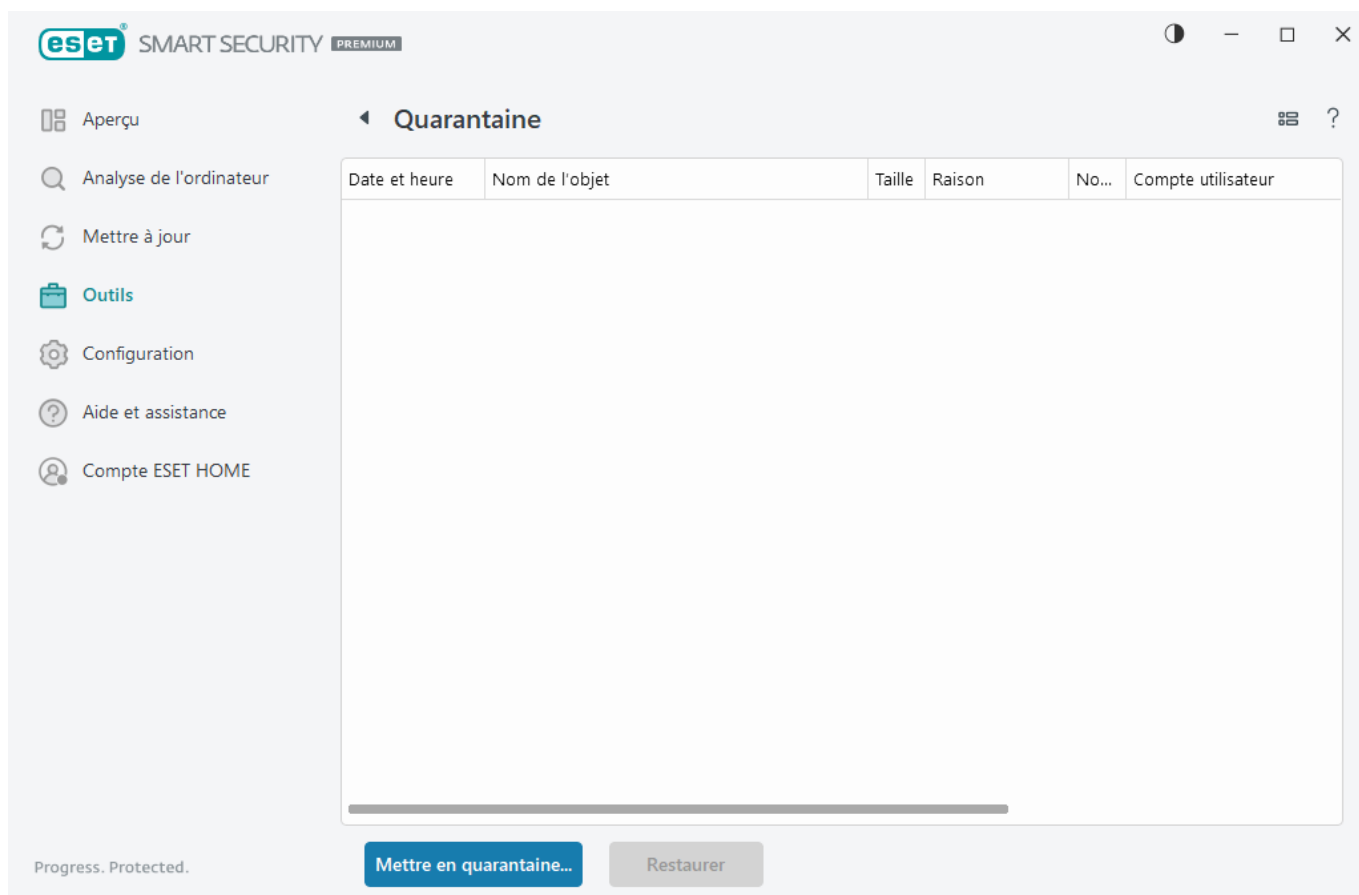 eset® SMART SECURITY PREMIUM
Aperçu
Analyse de l'ordinateur
Mettre à jour
Outils
Configuration
Aide et assistance
Compte ESET HOME
Progress. Protected.
Quarantaine
?
Date et heure Nom de l'objet Taille Raison No... Compte utilisateur
Mettre en quarantaine... Restaurer